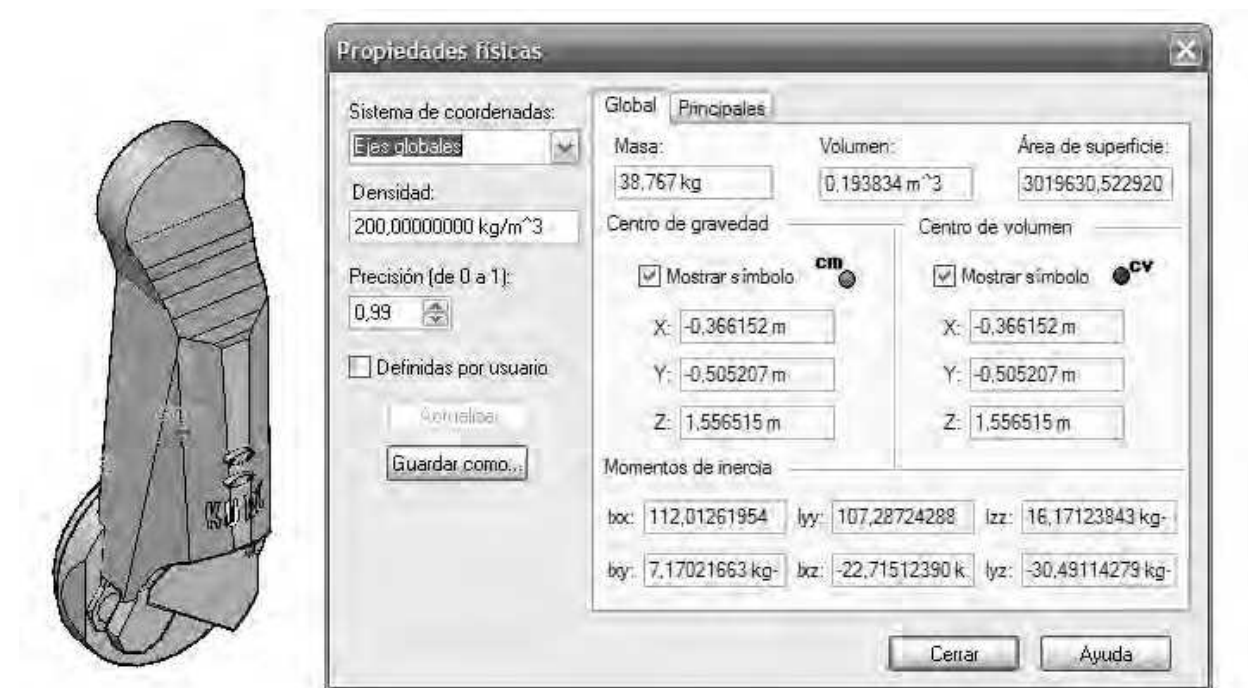 Propiedades físicas
Sistema de coordenadas:
Ejes globales
Densidad:
200,00000000 kg/m^3
Precisión (de 0 a 1):
0,99
Definidas por usuario
Actualizar
Guardar como...
Global Principales
Masa: Volumen: Área de superficie:
38,767 kg 0,193834 m^3 3019630,522920
Centro de gravedad Centro de volumen
Mostrar símbolo cm Mostrar símbolo cv
X: -0,366152 m X: -0,366152 m
Y: -0,505207 m Y: -0,505207 m
Z: 1,556515 m Z: 1,556515 m
Momentos de inercia
Ixx: 112,01261954 Iyy: 107,28724288 Izz: 16,17123843 kg-
Ixy: 7,17021663 kg- Ixz: -22,71512390 k Iyz: -30,49114279 kg-
Cerrar Ayuda